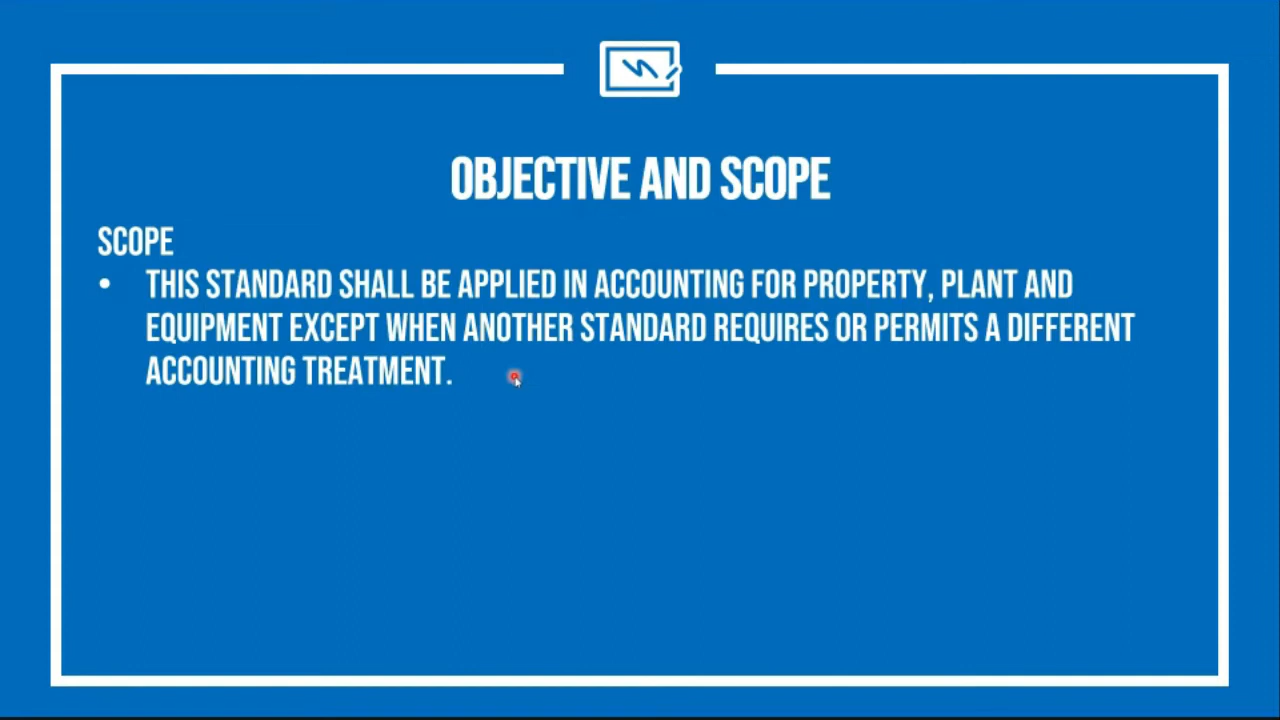 OBJECTIVE AND SCOPE
SCOPE
• THIS STANDARD SHALL BE APPLIED IN ACCOUNTING FOR PROPERTY, PLANT AND
EQUIPMENT EXCEPT WHEN ANOTHER STANDARD REQUIRES OR PERMITS A DIFFERENT
ACCOUNTING TREATMENT.